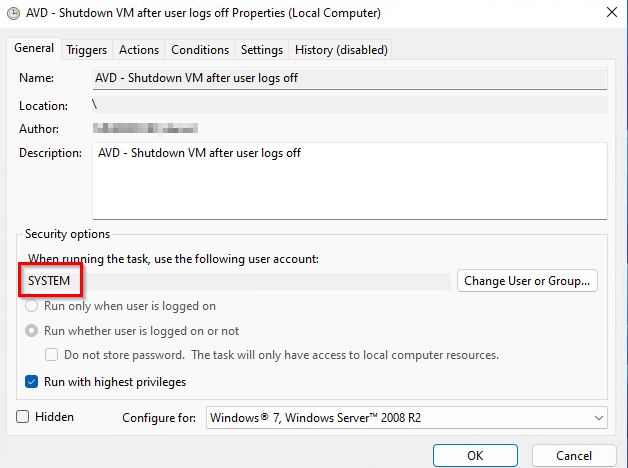 AVD - Shutdown VM after user logs off Properties (Local Computer)
General Triggers Actions Conditions Settings History (disabled)
Name: AVD - Shutdown VM after user logs off
Location: \
Author:
Description: AVD - Shutdown VM after user logs off
Security options
When running the task, use the following user account:
SYSTEM Change User or Group...
Run only when user is logged on
Run whether user is logged on or not
Do not store password. The task will only have access to local computer resources.
Run with highest privileges
Hidden Configure for: Windows® 7, Windows Server™ 2008 R2
OK Cancel